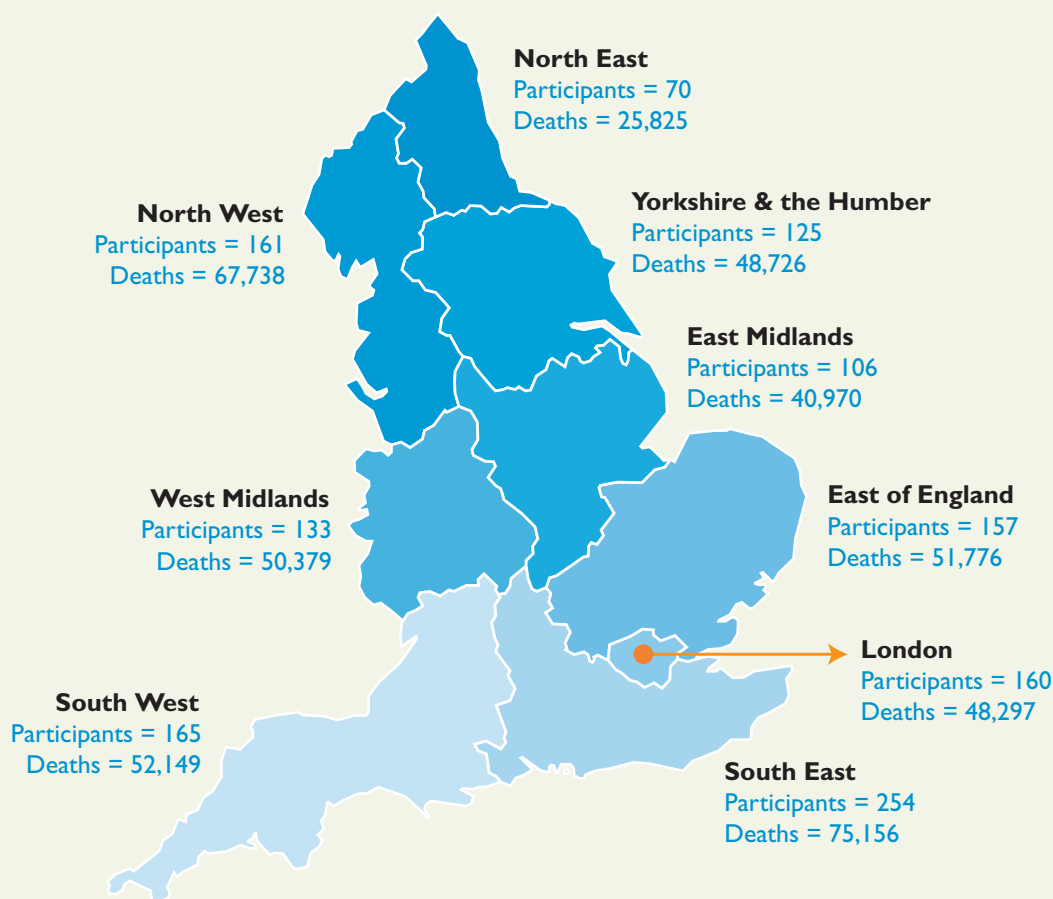 North East
Participants = 70
Deaths = 25,825
Yorkshire & the Humber
Participants = 125
Deaths = 48,726
North West
Participants = 161
Deaths = 67,738
East Midlands
Participants = 106
Deaths = 40,970
West Midlands
Participants = 133
Deaths = 50,379
East of England
Participants = 157
Deaths = 51,776
London
Participants = 160
Deaths = 48,297
South West
Participants = 165
Deaths = 52,149
South East
Participants = 254
Deaths = 75,156